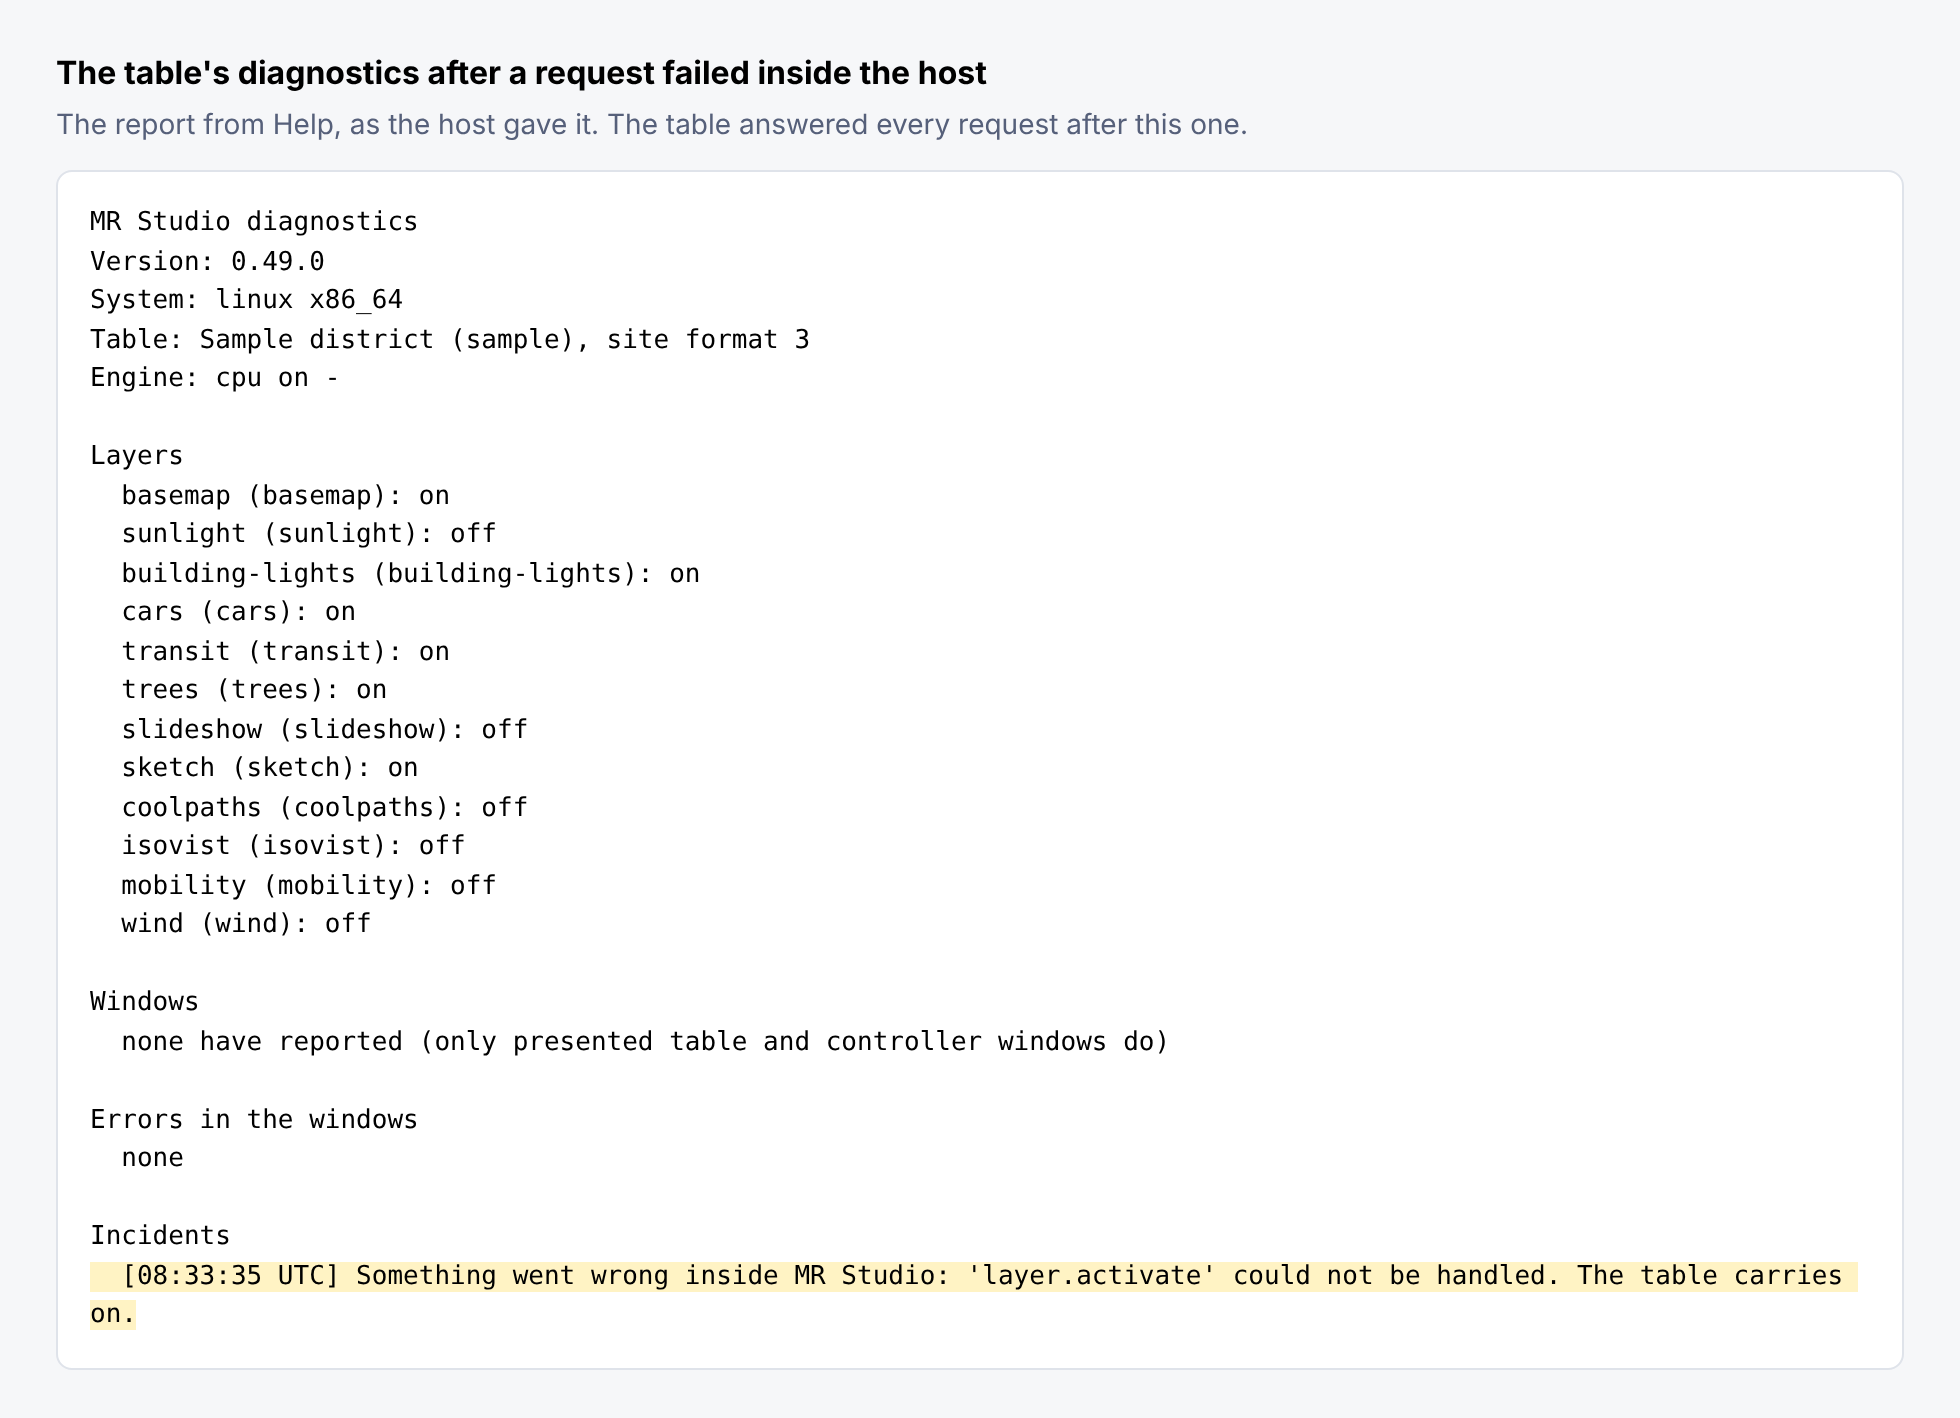 The table's diagnostics after a request failed inside the host
The report from Help, as the host gave it. The table answered every request after this one.
MR Studio diagnostics
Version: 0.49.0
System: linux x86_64
Table: Sample district (sample), site format 3
Engine: cpu on -
Layers
basemap (basemap): on
sunlight (sunlight): off
building-lights (building-lights): on
cars (cars): on
transit (transit): on
trees (trees): on
slideshow (slideshow): off
sketch (sketch): on
coolpaths (coolpaths): off
isovist (isovist): off
mobility (mobility): off
wind (wind): off
Windows
none have reported (only presented table and controller windows do)
Errors in the windows
none
Incidents
[08:33:35 UTC] Something went wrong inside MR Studio: 'layer.activate' could not be handled. The table carries
on.